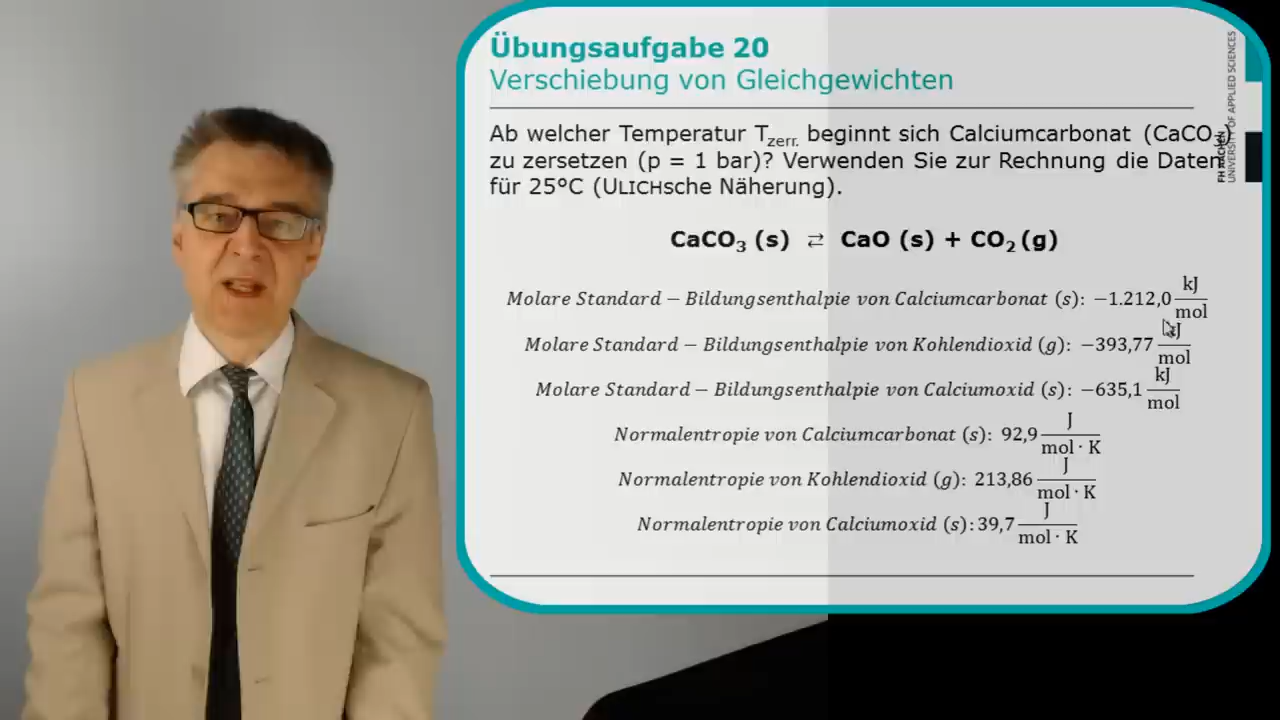 Übungsaufgabe 20
Verschiebung von Gleichgewichten
Ab welcher Temperatur T_zerr. beginnt sich Calciumcarbonat (CaCO₃)
zu zersetzen (p = 1 bar)? Verwenden Sie zur Rechnung die Daten
für 25°C (ULICHsche Näherung).
CaCO₃ (s) ⇄ CaO (s) + CO₂ (g)
Molare Standard − Bildungsenthalpie von Calciumcarbonat (s): −1.212,0 kJ/mol
Molare Standard − Bildungsenthalpie von Kohlendioxid (g): −393,77 kJ/mol
Molare Standard − Bildungsenthalpie von Calciumoxid (s): −635,1 kJ/mol
Normalentropie von Calciumcarbonat (s): 92,9 J/mol · K
Normalentropie von Kohlendioxid (g): 213,86 J/mol · K
Normalentropie von Calciumoxid (s): 39,7 J/mol · K
UNIVERSITY OF APPLIED SCIENCES